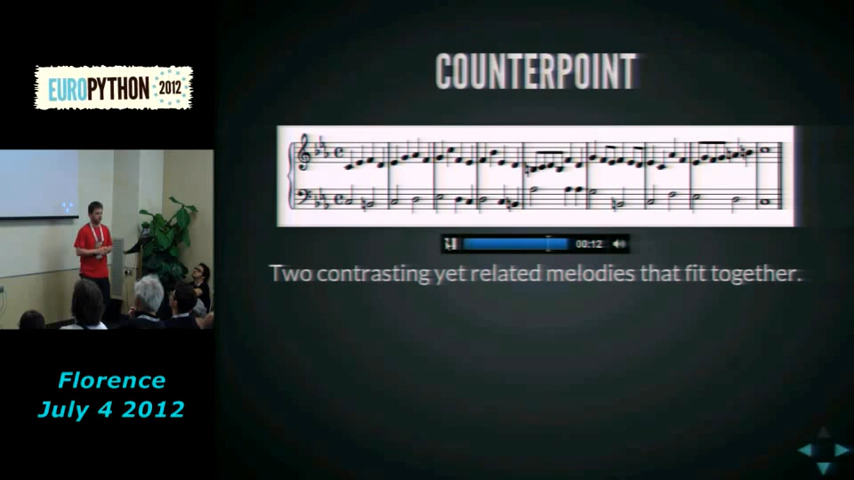 EUROPYTHON 2012
COUNTERPOINT
00:12
Two contrasting yet related melodies that fit together.
Florence
July 4 2012